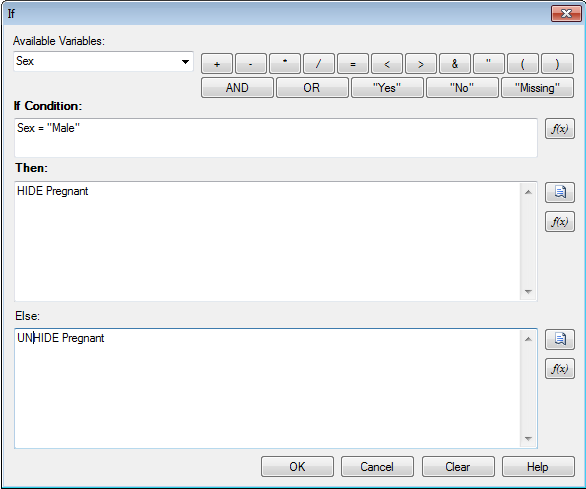 If
Available Variables:
Sex
+ - * / = < > & " ( )
AND OR "Yes" "No" "Missing"
If Condition:
Sex = "Male"
f(x)
Then:
HIDE Pregnant
f(x)
Else:
UNHIDE Pregnant
f(x)
OK Cancel Clear Help